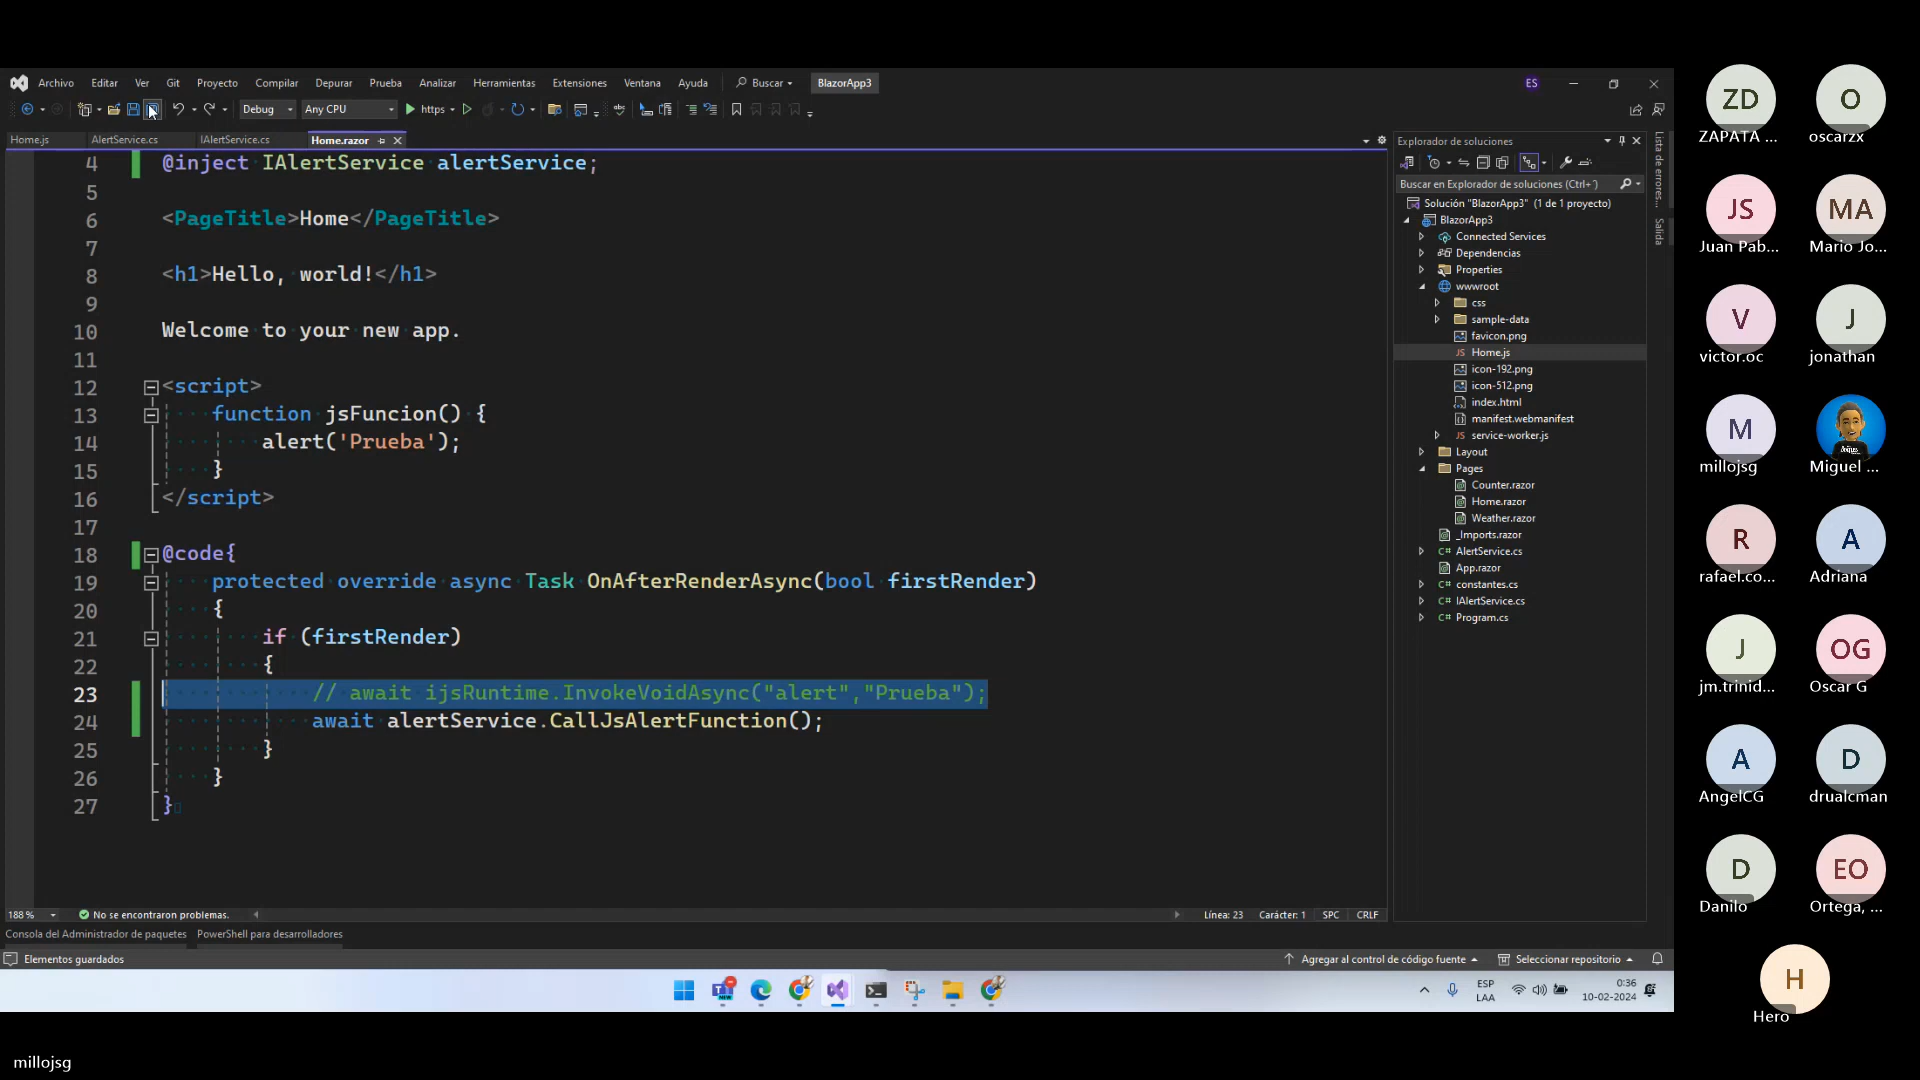 Archivo Editar Ver Git Proyecto Compilar Depurar Prueba Analizar Herramientas Extensiones Ventana Ayuda Buscar BlazorApp3 ES
Debug Any CPU https
Home.js AlertService.cs IAlertService.cs Home.razor
4 @inject IAlertService alertService;
5
6 <PageTitle>Home</PageTitle>
7
8 <h1>Hello, world!</h1>
9
10 Welcome to your new app.
11
12 <script>
13 function jsFuncion() {
14 alert('Prueba');
15 }
16 </script>
17
18 @code{
19 protected override async Task OnAfterRenderAsync(bool firstRender)
20 {
21 if (firstRender)
22 {
23 // await ijsRuntime.InvokeVoidAsync("alert","Prueba");
24 await alertService.CallJsAlertFunction();
25 }
26 }
27 }
188 % No se encontraron problemas. Línea: 23 Carácter: 1 SPC CRLF
Consola del Administrador de paquetes PowerShell para desarrolladores
Elementos guardados Agregar al control de código fuente Seleccionar repositorio
Explorador de soluciones
Buscar en Explorador de soluciones (Ctrl+')
Solución "BlazorApp3" (1 de 1 proyecto)
BlazorApp3
Connected Services
Dependencias
Properties
wwwroot
css
sample-data
favicon.png
JS Home.js
icon-192.png
icon-512.png
index.html
manifest.webmanifest
JS service-worker.js
Layout
Pages
Counter.razor
Home.razor
Weather.razor
_Imports.razor
C# AlertService.cs
App.razor
C# constantes.cs
C# IAlertService.cs
C# Program.cs
Lista de errores...
Salida
ESP
LAA
0:36
10-02-2024
ZD O
ZAPATA ... oscarzx
JS MA
Juan Pab... Mario Jo...
V J
victor.oc jonathan
M
millojsg Miguel ...
R A
rafael.co... Adriana
J OG
jm.trinid... Oscar G
A D
AngelCG drualcman
D EO
Danilo Ortega, ...
H
Hero
millojsg